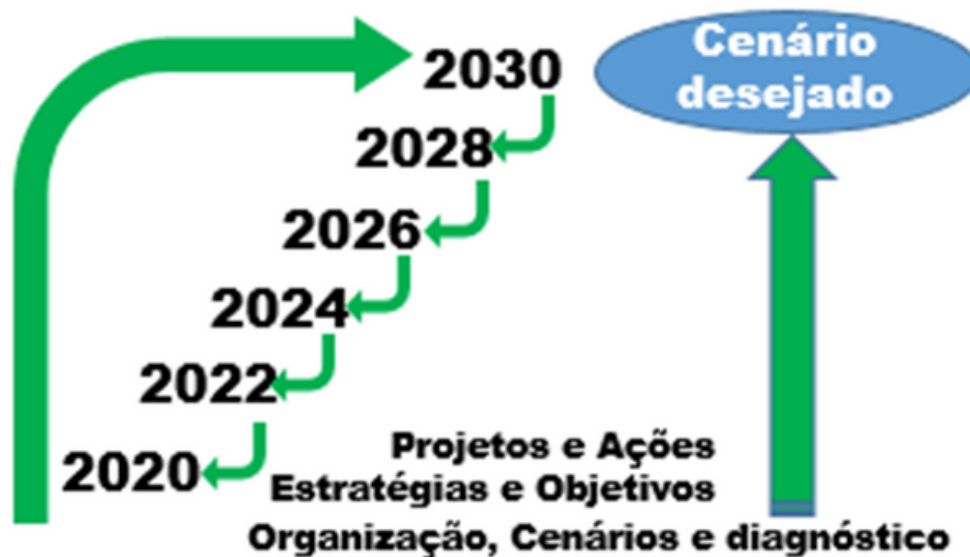 2030
Cenário
desejado
2028
2026
2024
2022
2020
Projetos e Ações
Estratégias e Objetivos
Organização, Cenários e diagnóstico